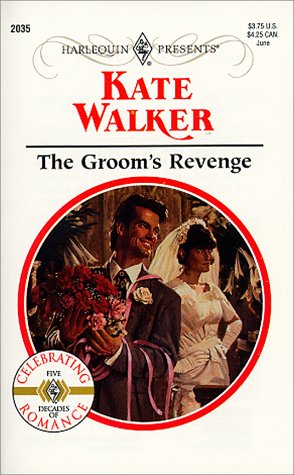 2035
$3.75 U.S.
$4.25 CAN.
June
HARLEQUIN PRESENTS®
KATE
WALKER
The Groom's Revenge
CELEBRATING
FIVE
DECADES OF
ROMANCE